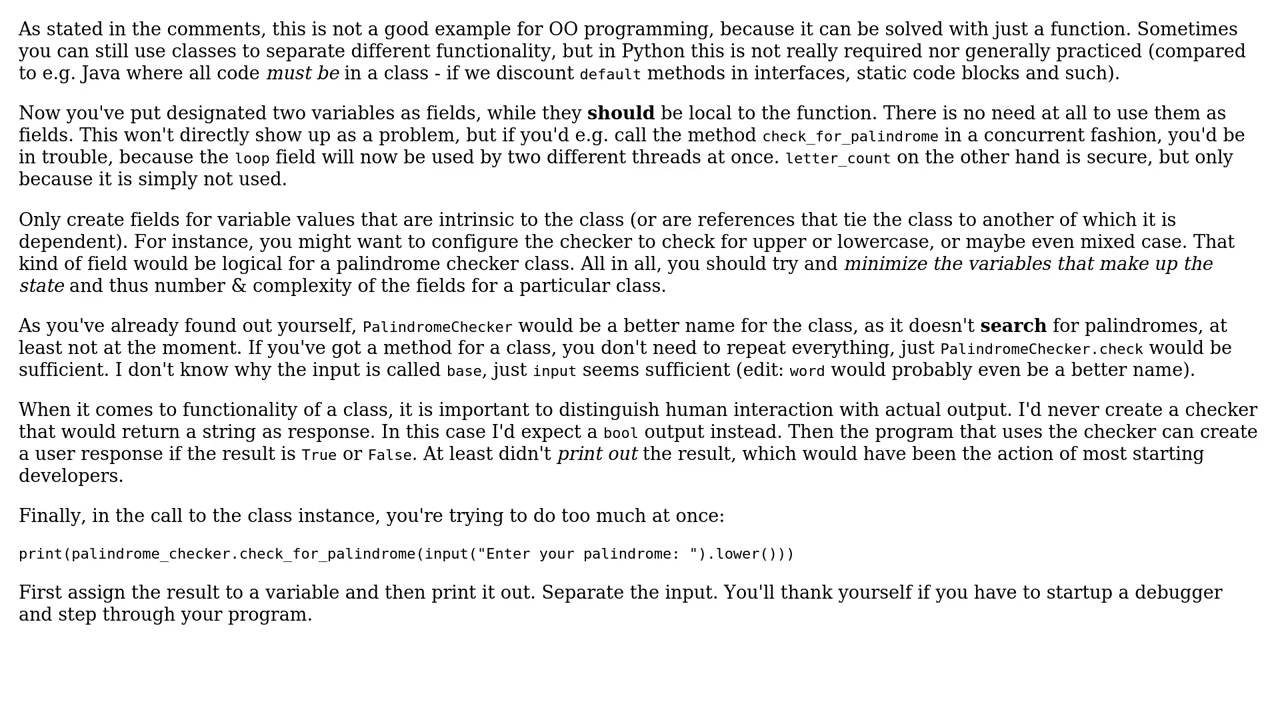 As stated in the comments, this is not a good example for OO programming, because it can be solved with just a function. Sometimes
you can still use classes to separate different functionality, but in Python this is not really required nor generally practiced (compared
to e.g. Java where all code must be in a class - if we discount default methods in interfaces, static code blocks and such).
Now you've put designated two variables as fields, while they should be local to the function. There is no need at all to use them as
fields. This won't directly show up as a problem, but if you'd e.g. call the method check_for_palindrome in a concurrent fashion, you'd be
in trouble, because the loop field will now be used by two different threads at once. letter_count on the other hand is secure, but only
because it is simply not used.
Only create fields for variable values that are intrinsic to the class (or are references that tie the class to another of which it is
dependent). For instance, you might want to configure the checker to check for upper or lowercase, or maybe even mixed case. That
kind of field would be logical for a palindrome checker class. All in all, you should try and minimize the variables that make up the
state and thus number & complexity of the fields for a particular class.
As you've already found out yourself, PalindromeChecker would be a better name for the class, as it doesn't search for palindromes, at
least not at the moment. If you've got a method for a class, you don't need to repeat everything, just PalindromeChecker.check would be
sufficient. I don't know why the input is called base, just input seems sufficient (edit: word would probably even be a better name).
When it comes to functionality of a class, it is important to distinguish human interaction with actual output. I'd never create a checker
that would return a string as response. In this case I'd expect a bool output instead. Then the program that uses the checker can create
a user response if the result is True or False. At least didn't print out the result, which would have been the action of most starting
developers.
Finally, in the call to the class instance, you're trying to do too much at once:
print(palindrome_checker.check_for_palindrome(input("Enter your palindrome: ").lower()))
First assign the result to a variable and then print it out. Separate the input. You'll thank yourself if you have to startup a debugger
and step through your program.